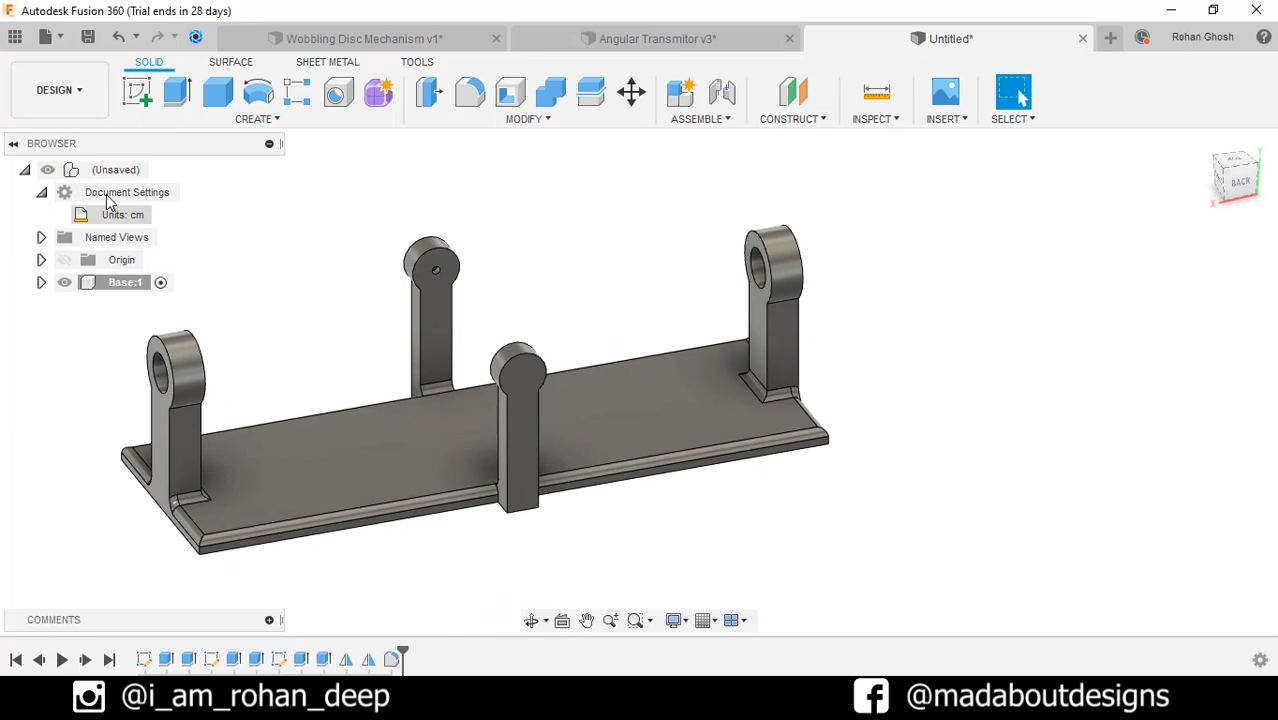 Autodesk Fusion 360 (Trial ends in 28 days)
Wobbling Disc Mechanism v1*
Angular Transmitor v3*
Untitled*
Rohan Ghosh
SOLID
SURFACE
SHEET METAL
TOOLS
DESIGN
CREATE
MODIFY
ASSEMBLE
CONSTRUCT
INSPECT
INSERT
SELECT
BROWSER
(Unsaved)
Document Settings
Units: cm
Named Views
Origin
Base:1
BACK
X
Y
COMMENTS
@i_am_rohan_deep
@madaboutdesigns